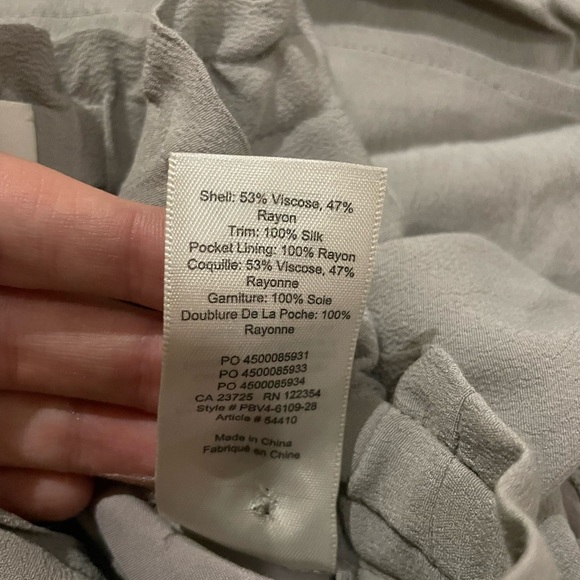 Shell: 53% Viscose, 47%
Rayon
Trim: 100% Silk
Pocket Lining: 100% Rayon
Coquille: 53% Viscose, 47%
Rayonne
Garniture: 100% Soie
Doublure De La Poche: 100%
Rayonne
PO 4500085931
PO 4500085933
PO 4500085934
CA 23725 RN 122354
Style # PBV4-6109-28
Article # 54410
Made in China
Fabriqué en Chine